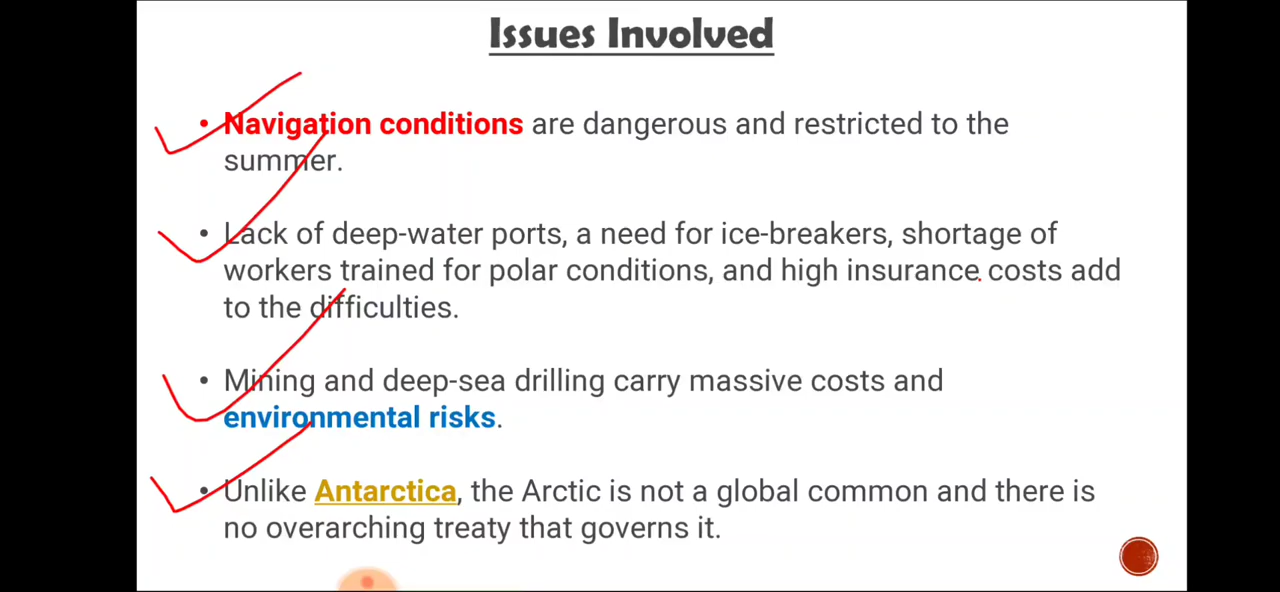 Issues Involved
• Navigation conditions are dangerous and restricted to the
summer.
• Lack of deep-water ports, a need for ice-breakers, shortage of
workers trained for polar conditions, and high insurance costs add
to the difficulties.
• Mining and deep-sea drilling carry massive costs and
environmental risks.
• Unlike Antarctica, the Arctic is not a global common and there is
no overarching treaty that governs it.